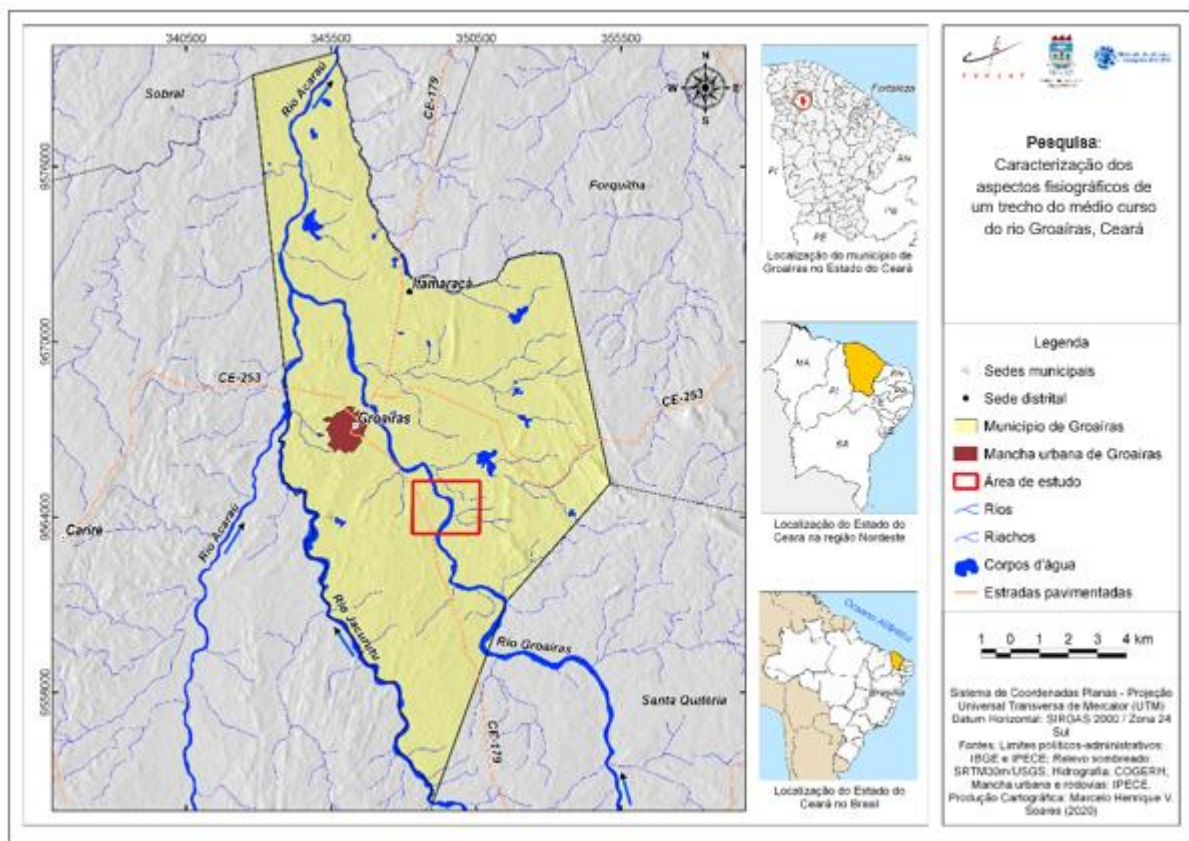 340500
345500
350500
355500
9576000
9570000
9564000
9558000
Sobral
Rio Acaraú
CE-179
N
W
S
Forquilha
Itamaracá
CE-253
CE-253
Groaíras
Cariré
Rio Acaraú
Rio Jacurutu
Rio Groaíras
CE-179
Santa Quitéria
Fortaleza
PI
RN
PB
PE
Localização do município de
Groaíras no Estado do Ceará
MA
PI
RN
BA
Localização do Estado do
Ceara na região Nordeste
Oceano Atlântico
Brasília
Localização do Estado do
Ceará no Brasil
FUNCAP
Pesquisa:
Caracterização dos
aspectos fisiográficos de
um trecho do médio curso
do rio Groaíras, Ceará
Legenda
Sedes municipais
Sede distrital
Município de Groaíras
Mancha urbana de Groairas
Área de estudo
Rios
Riachos
Corpos d'água
Estradas pavimentadas
1 0 1 2 3 4 km
Sistema de Coordenadas Planas - Projeção
Universal Transversa de Mercator (UTM)
Datum Horizontal: SIRGAS 2000 / Zona 24
Sul
Fontes: Limites políticos-administrativos:
IBGE e IPECE; Relevo sombreado
SRTM30m/USGS; Hidrografia: COGERH;
Mancha urbana e rodovias: IPECE.
Produção Cartográfica: Marcelo Henrique V.
Soares (2020)